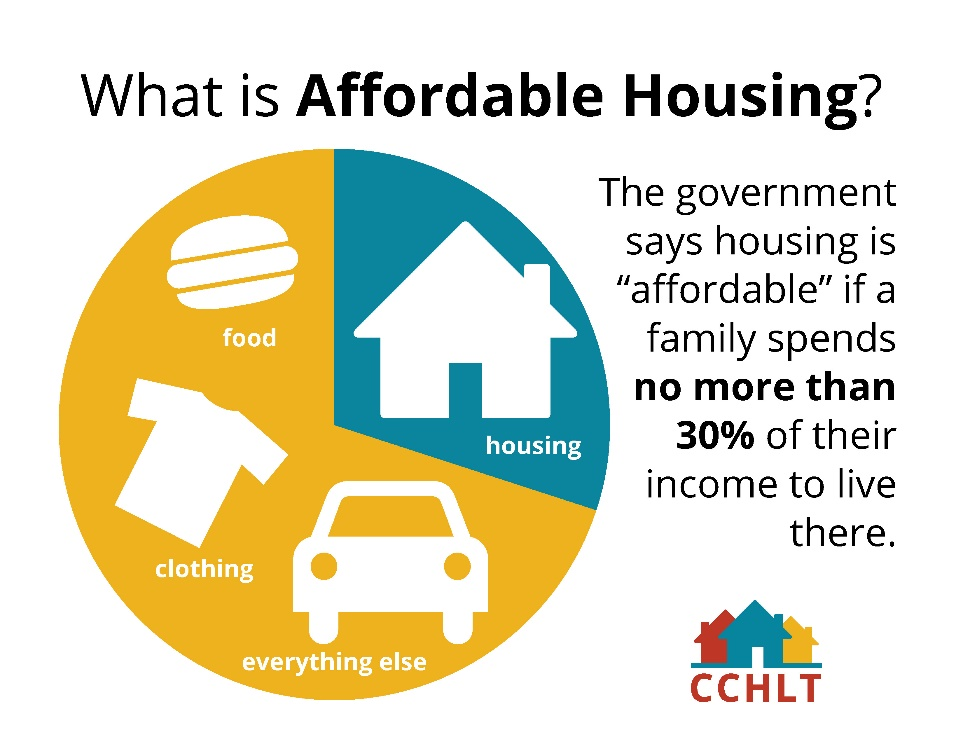 What is Affordable Housing?
The government
says housing is
“affordable” if a
family spends
no more than
30% of their
income to live
there.
food
housing
clothing
everything else
CCHLT